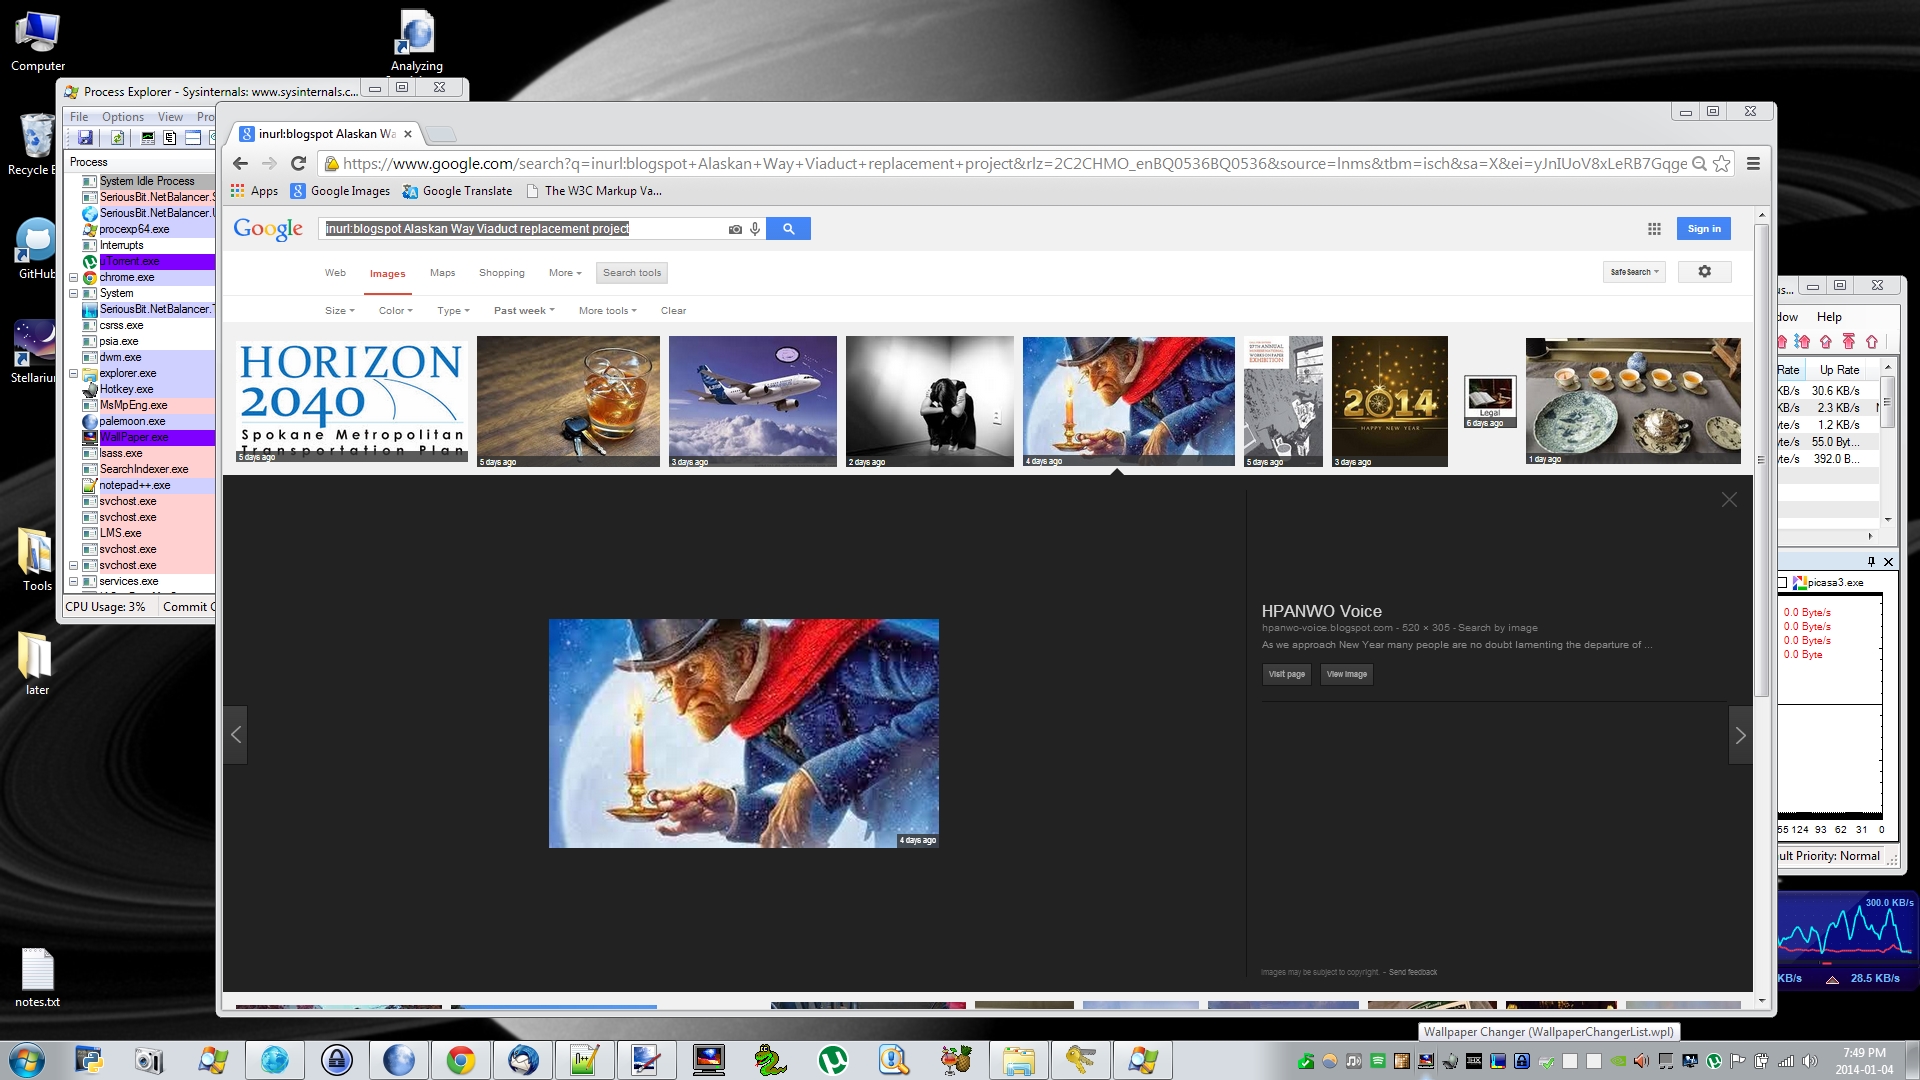 Computer
Analyzing
Recycle
GitHub
Stellarium
Tools
later
notes.txt
Process Explorer - Sysinternals: www.sysinternals.c...
File Options View Pro
Process
System Idle Process
SeriousBit.NetBalancer.S
SeriousBit.NetBalancer.U
procexp64.exe
Interrupts
uTorrent.exe
chrome.exe
System
SeriousBit.NetBalancer.T
csrss.exe
psia.exe
dwm.exe
explorer.exe
Hotkey.exe
MsMpEng.exe
palemoon.exe
WallPaper.exe
lsass.exe
SearchIndexer.exe
notepad++.exe
svchost.exe
svchost.exe
LMS.exe
svchost.exe
svchost.exe
services.exe
CPU Usage: 3% Commit C
inurl:blogspot Alaskan Wa
https://www.google.com/search?q=inurl:blogspot+Alaskan+Way+Viaduct+replacement+project&rlz=2C2CHMO_enBQ0536BQ0536&source=lnms&tbm=isch&sa=X&ei=yJnIUoV8xLeRB7Gqge
Apps Google Images Google Translate The W3C Markup Va...
Google inurl:blogspot Alaskan Way Viaduct replacement project Sign in
Web Images Maps Shopping More Search tools SafeSearch
Size Color Type Past week More tools Clear
HORIZON
2040
Spokane Metropolitan
Transportation Plan
5 days ago
5 days ago
3 days ago
2 days ago
4 days ago
37TH ANNUAL
WORKS ON PAPER
EXHIBITION
5 days ago
2014
HAPPY NEW YEAR
3 days ago
Legal
6 days ago
1 day ago
4 days ago
HPANWO Voice
hpanwo-voice.blogspot.com - 520 × 305 - Search by image
As we approach New Year many people are no doubt lamenting the departure of ...
Visit page View image
Images may be subject to copyright. - Send feedback
us...
dow Help
Rate Up Rate
KB/s 30.6 KB/s
KB/s 2.3 KB/s
yte/s 1.2 KB/s
yte/s 55.0 Byt...
yte/s 392.0 B...
picasa3.exe
0.0 Byte/s
0.0 Byte/s
0.0 Byte/s
0.0 Byte
55 124 93 62 31 0
ult Priority: Normal
300.0 KB/s
KB/s 28.5 KB/s
Wallpaper Changer (WallpaperChangerList.wpl)
7:49 PM
2014-01-04